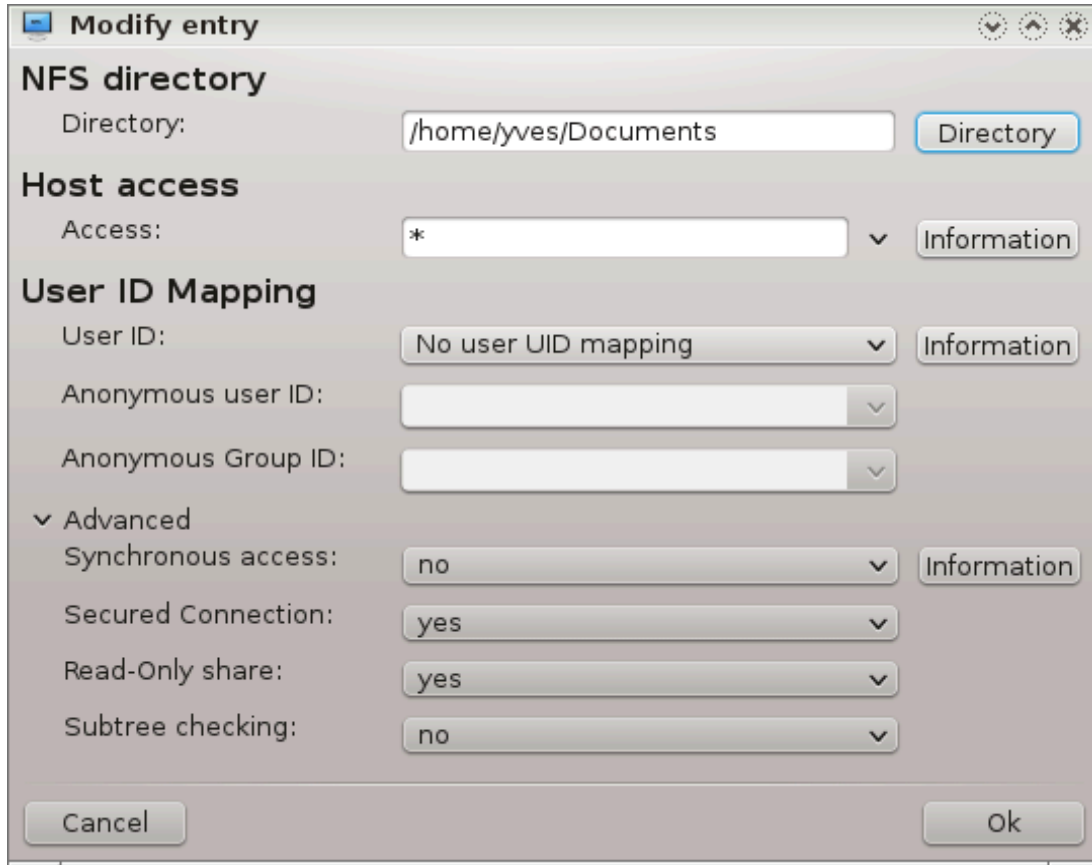 Modify entry
NFS directory
Directory: /home/yves/Documents Directory
Host access
Access: * Information
User ID Mapping
User ID: No user UID mapping Information
Anonymous user ID:
Anonymous Group ID:
Advanced
Synchronous access: no Information
Secured Connection: yes
Read-Only share: yes
Subtree checking: no
Cancel Ok